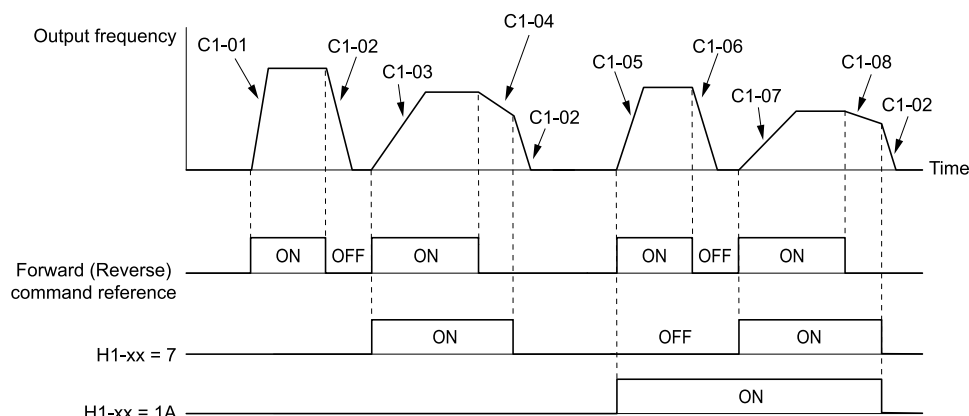 Output frequency
C1-01
C1-02
C1-03
C1-04
C1-02
C1-05
C1-06
C1-07
C1-08
C1-02
Time
ON
OFF
ON
ON
OFF
ON
Forward (Reverse)
command reference
ON
OFF
ON
H1-xx = 7
ON
H1-xx = 1A